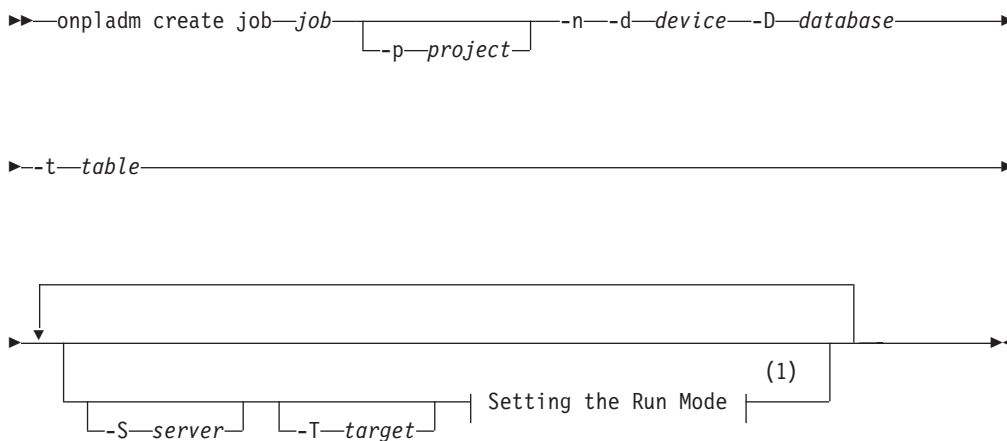 onpladm create job job -n -d device -D database
-p project
-t table
(1)
Setting the Run Mode
-S server -T target